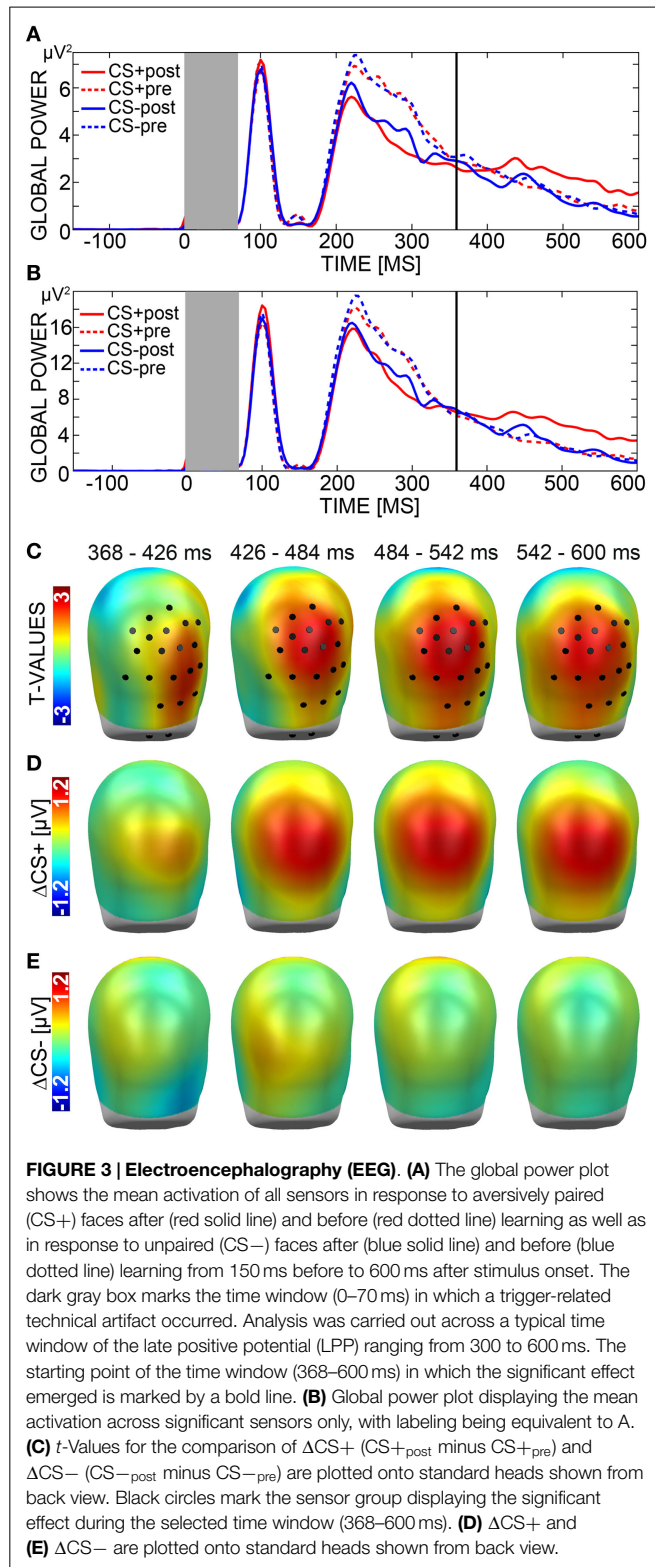 A
µV²
CS+post
CS+pre
CS-post
CS-pre
GLOBAL POWER
6
4
2
0
-100 0 100 200 300 400 500 600
TIME [MS]
B
µV²
CS+post
CS+pre
CS-post
CS-pre
GLOBAL POWER
16
12
8
4
0
-100 0 100 200 300 400 500 600
TIME [MS]
C 368 - 426 ms 426 - 484 ms 484 - 542 ms 542 - 600 ms
T-VALUES
-3 3
D
ΔCS+ [µV]
-1.2 1.2
E
ΔCS- [µV]
-1.2 1.2
FIGURE 3 | Electroencephalography (EEG). (A) The global power plot
shows the mean activation of all sensors in response to aversively paired
(CS+) faces after (red solid line) and before (red dotted line) learning as well as
in response to unpaired (CS−) faces after (blue solid line) and before (blue
dotted line) learning from 150 ms before to 600 ms after stimulus onset. The
dark gray box marks the time window (0–70 ms) in which a trigger-related
technical artifact occurred. Analysis was carried out across a typical time
window of the late positive potential (LPP) ranging from 300 to 600 ms. The
starting point of the time window (368–600 ms) in which the significant effect
emerged is marked by a bold line. (B) Global power plot displaying the mean
activation across significant sensors only, with labeling being equivalent to A.
(C) t-Values for the comparison of ΔCS+ (CS+post minus CS+pre) and
ΔCS− (CS−post minus CS−pre) are plotted onto standard heads shown from
back view. Black circles mark the sensor group displaying the significant
effect during the selected time window (368–600 ms). (D) ΔCS+ and
(E) ΔCS− are plotted onto standard heads shown from back view.